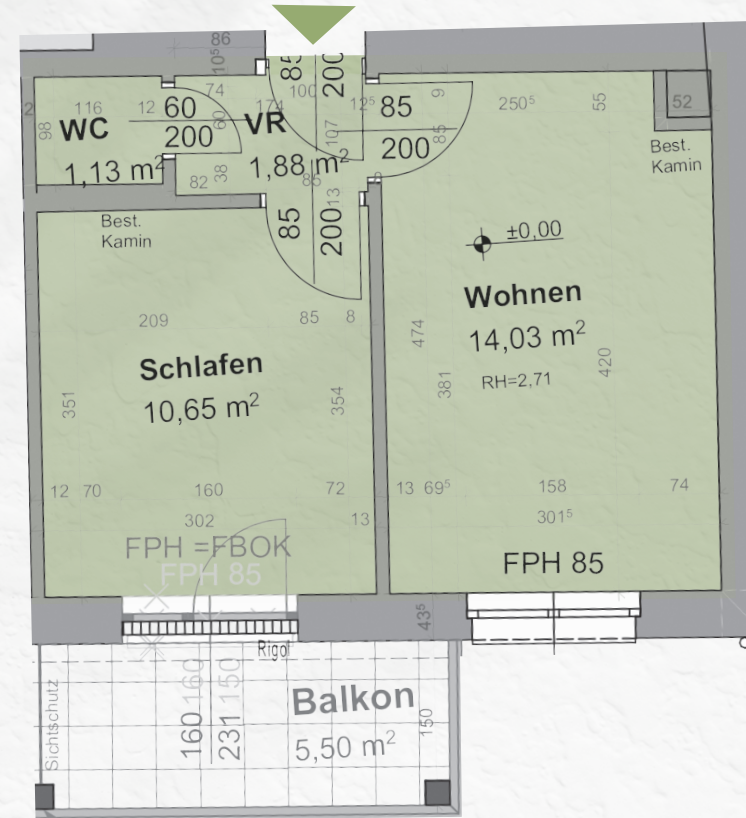 86
10⁵
85
200
74
100
116
12
60
174
12⁵
85
9
250⁵
55
52
98
WC
200
60
VR
107
200
85
1,13 m²
1,88 m²
82
38
85
13
Best.
Kamin
Best.
Kamin
85
200
±0,00
Wohnen
14,03 m²
RH=2,71
209
85
8
474
420
Schlafen
10,65 m²
351
354
381
12
70
160
72
13
69⁵
158
74
302
13
301⁵
FPH =FBOK
FPH 85
FPH 85
43⁵
Rigol
Sichtschutz
160
160
231
150
Balkon
5,50 m²
150